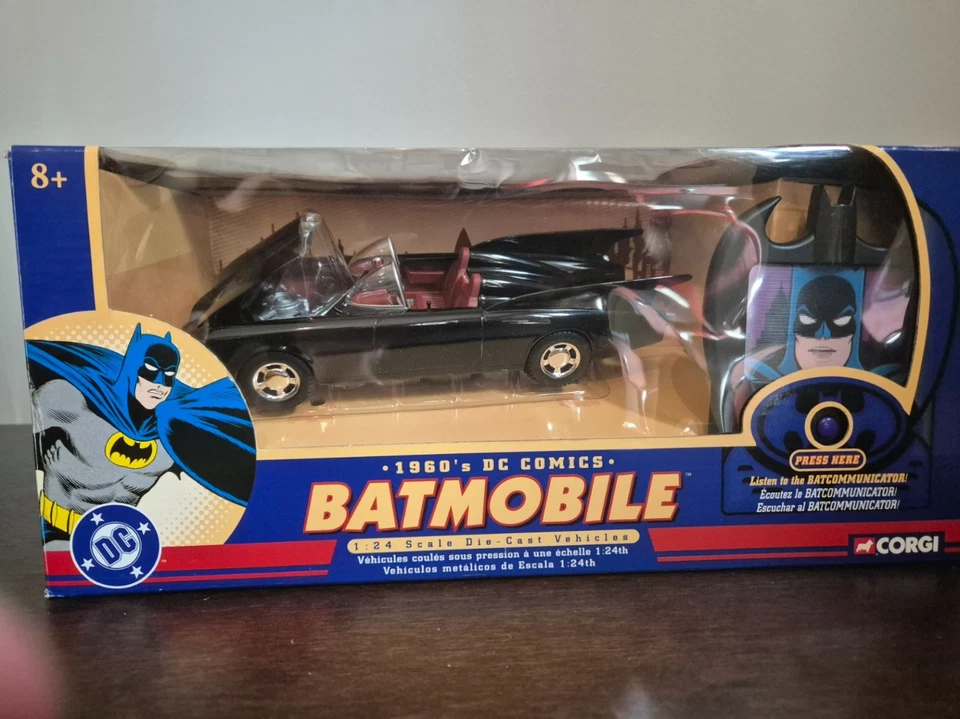 8+
• 1960's DC COMICS •
BATMOBILE™
1:24 Scale Die-Cast Vehicles
Véhicules coulés sous pression à une échelle 1:24th
Vehículos metálicos de Escala 1:24th
DC
PRESS HERE
Listen to the BATCOMMUNICATOR!
Écoutez le BATCOMMUNICATOR!
Escuchar al BATCOMMUNICATOR!
CORGI